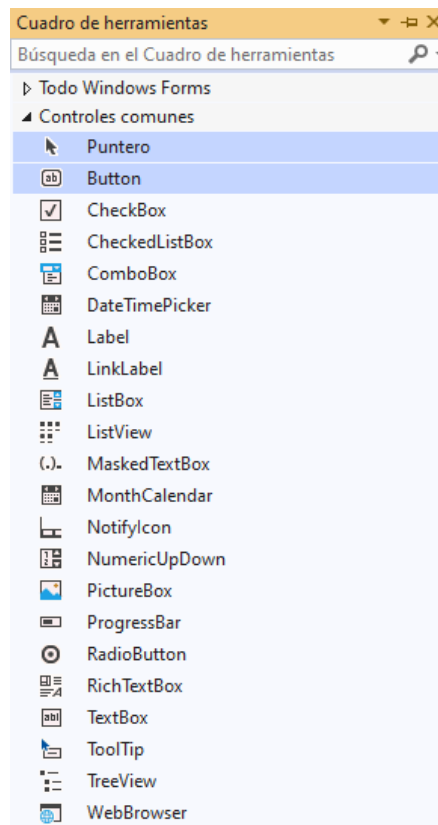 Cuadro de herramientas
Búsqueda en el Cuadro de herramientas
Todo Windows Forms
Controles comunes
Puntero
Button
CheckBox
CheckedListBox
ComboBox
DateTimePicker
Label
LinkLabel
ListBox
ListView
MaskedTextBox
MonthCalendar
NotifyIcon
NumericUpDown
PictureBox
ProgressBar
RadioButton
RichTextBox
TextBox
ToolTip
TreeView
WebBrowser